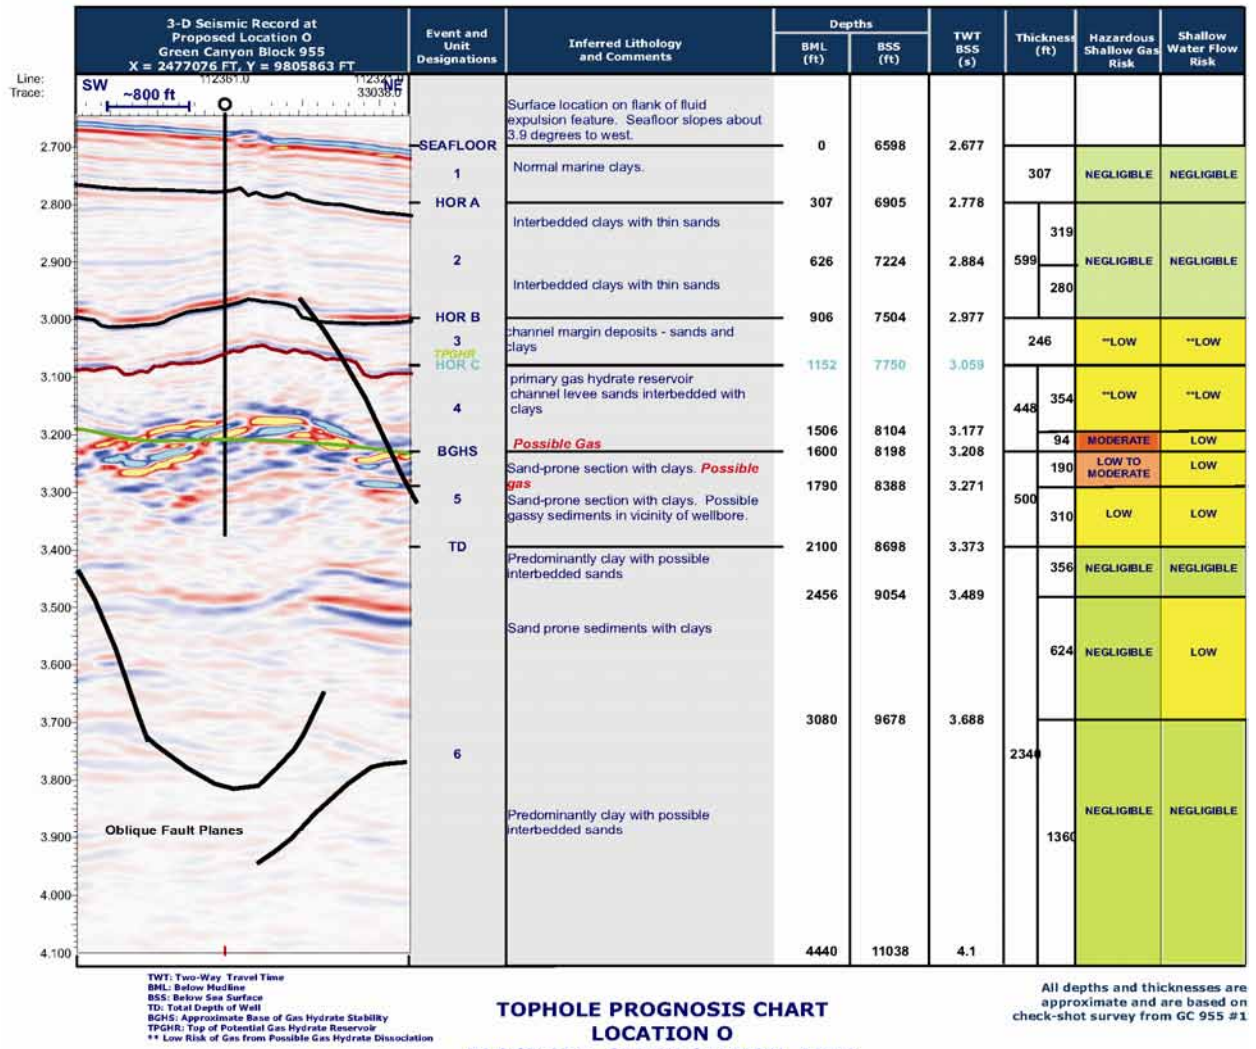 3-D Seismic Record at
Proposed Location O
Green Canyon Block 955
X = 2477076 FT, Y = 9805863 FT
Event and
Unit
Designations
Inferred Lithology
and Comments
Depths
BML
(ft)
BSS
(ft)
TWT
BSS
(s)
Thickness
(ft)
Hazardous
Shallow Gas
Risk
Shallow
Water Flow
Risk
Line:
Trace:
SW
~800 ft
112361.0
NE
33038.0
O
Surface location on flank of fluid
expulsion feature. Seafloor slopes about
3.9 degrees to west.
2.700
SEAFLOOR 0 6598 2.677
1 Normal marine clays. 307 NEGLIGIBLE NEGLIGIBLE
2.800
HOR A 307 6905 2.778
Interbedded clays with thin sands
319
2.900
2 626 7224 2.884 599 NEGLIGIBLE NEGLIGIBLE
Interbedded clays with thin sands
280
3.000
HOR B 906 7504 2.977
channel margin deposits - sands and
clays
3 246 **LOW **LOW
TPGHR
HOR C 1152 7750 3.059
3.100
primary gas hydrate reservoir
channel levee sands interbedded with
clays
4 448 354 **LOW **LOW
1506 8104 3.177
3.200
Possible Gas 94 MODERATE LOW
BGHS 1600 8198 3.208
Sand-prone section with clays. Possible
gas
190 LOW TO
MODERATE LOW
1790 8388 3.271
3.300
5 Sand-prone section with clays. Possible
gassy sediments in vicinity of wellbore.
500 310 LOW LOW
3.400
TD 2100 8698 3.373
Predominantly clay with possible
interbedded sands
356 NEGLIGIBLE NEGLIGIBLE
2456 9054 3.489
3.500
Sand prone sediments with clays
3.600
624 NEGLIGIBLE LOW
3.700
3080 9678 3.688
6 2340
3.800
Predominantly clay with possible
interbedded sands
NEGLIGIBLE NEGLIGIBLE
Oblique Fault Planes
1360
3.900
4.000
4.100
4440 11038 4.1
TWT: Two-Way Travel Time
BML: Below Mudline
BSS: Below Sea Surface
TD: Total Depth of Well
BGHS: Approximate Base of Gas Hydrate Stability
TPGHR: Top of Potential Gas Hydrate Reservoir
** Low Risk of Gas from Possible Gas Hydrate Dissociation
TOPHOLE PROGNOSIS CHART
LOCATION O
All depths and thicknesses are
approximate and are based on
check-shot survey from GC 955 #1